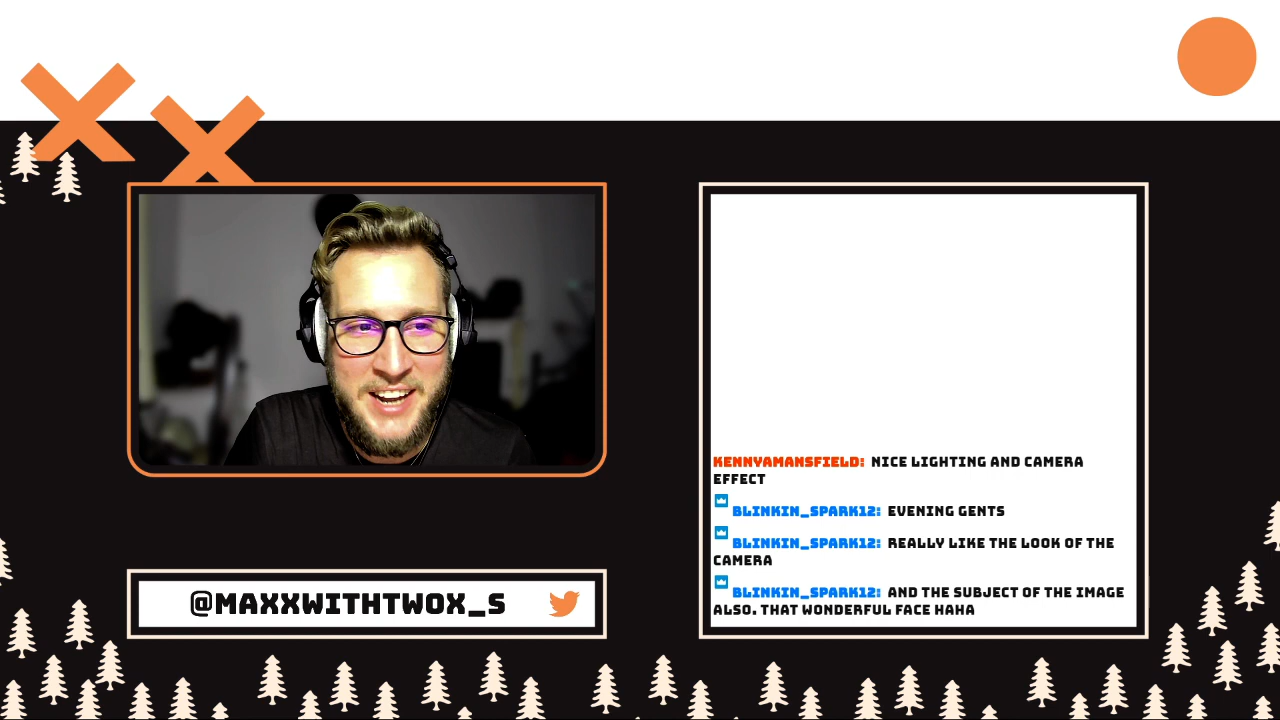 @MAXXWITHTWOX_S
KENNYAMANSFIELD: NICE LIGHTING AND CAMERA
EFFECT
BLINKIN_SPARK12: EVENING GENTS
BLINKIN_SPARK12: REALLY LIKE THE LOOK OF THE
CAMERA
BLINKIN_SPARK12: AND THE SUBJECT OF THE IMAGE
ALSO. THAT WONDERFUL FACE HAHA